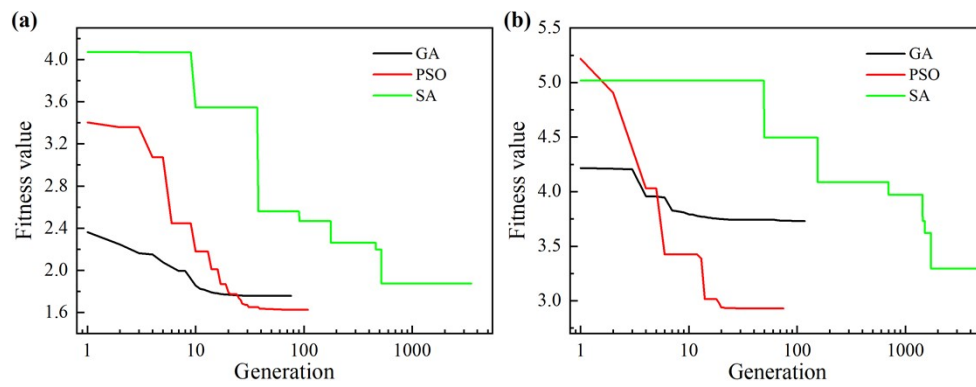 (a)
4.0
3.6
3.2
2.8
2.4
2.0
1.6
Fitness value
GA
PSO
SA
1 10 100 1000
Generation
(b)
5.5
5.0
4.5
4.0
3.5
3.0
Fitness value
GA
PSO
SA
1 10 100 1000
Generation